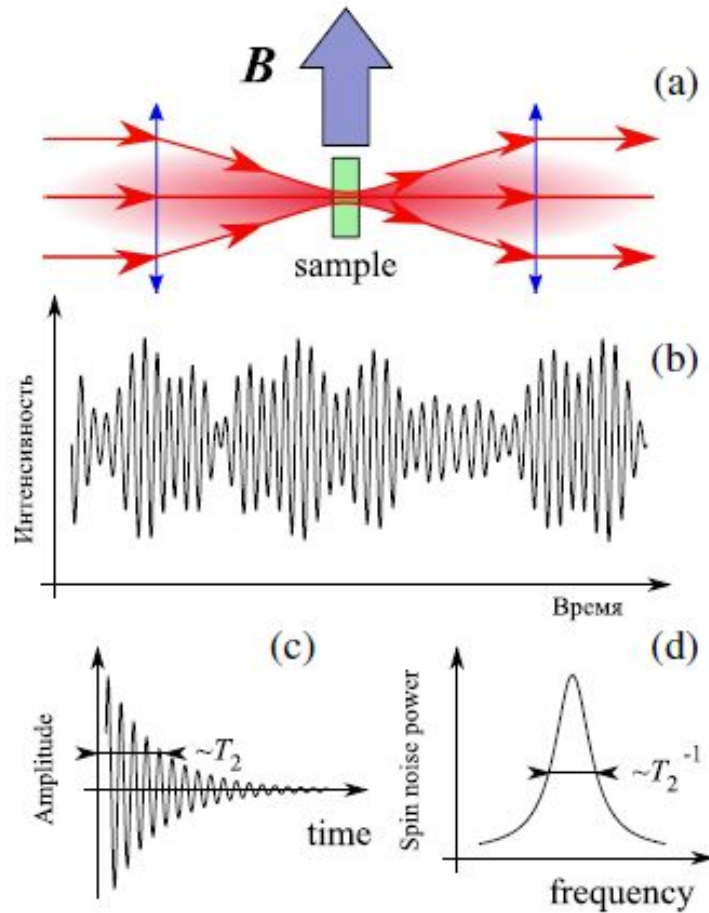 B
(a)
sample
(b)
Интенсивность
Время
(c)
(d)
Amplitude
~T₂
time
Spin noise power
~T₂⁻¹
frequency